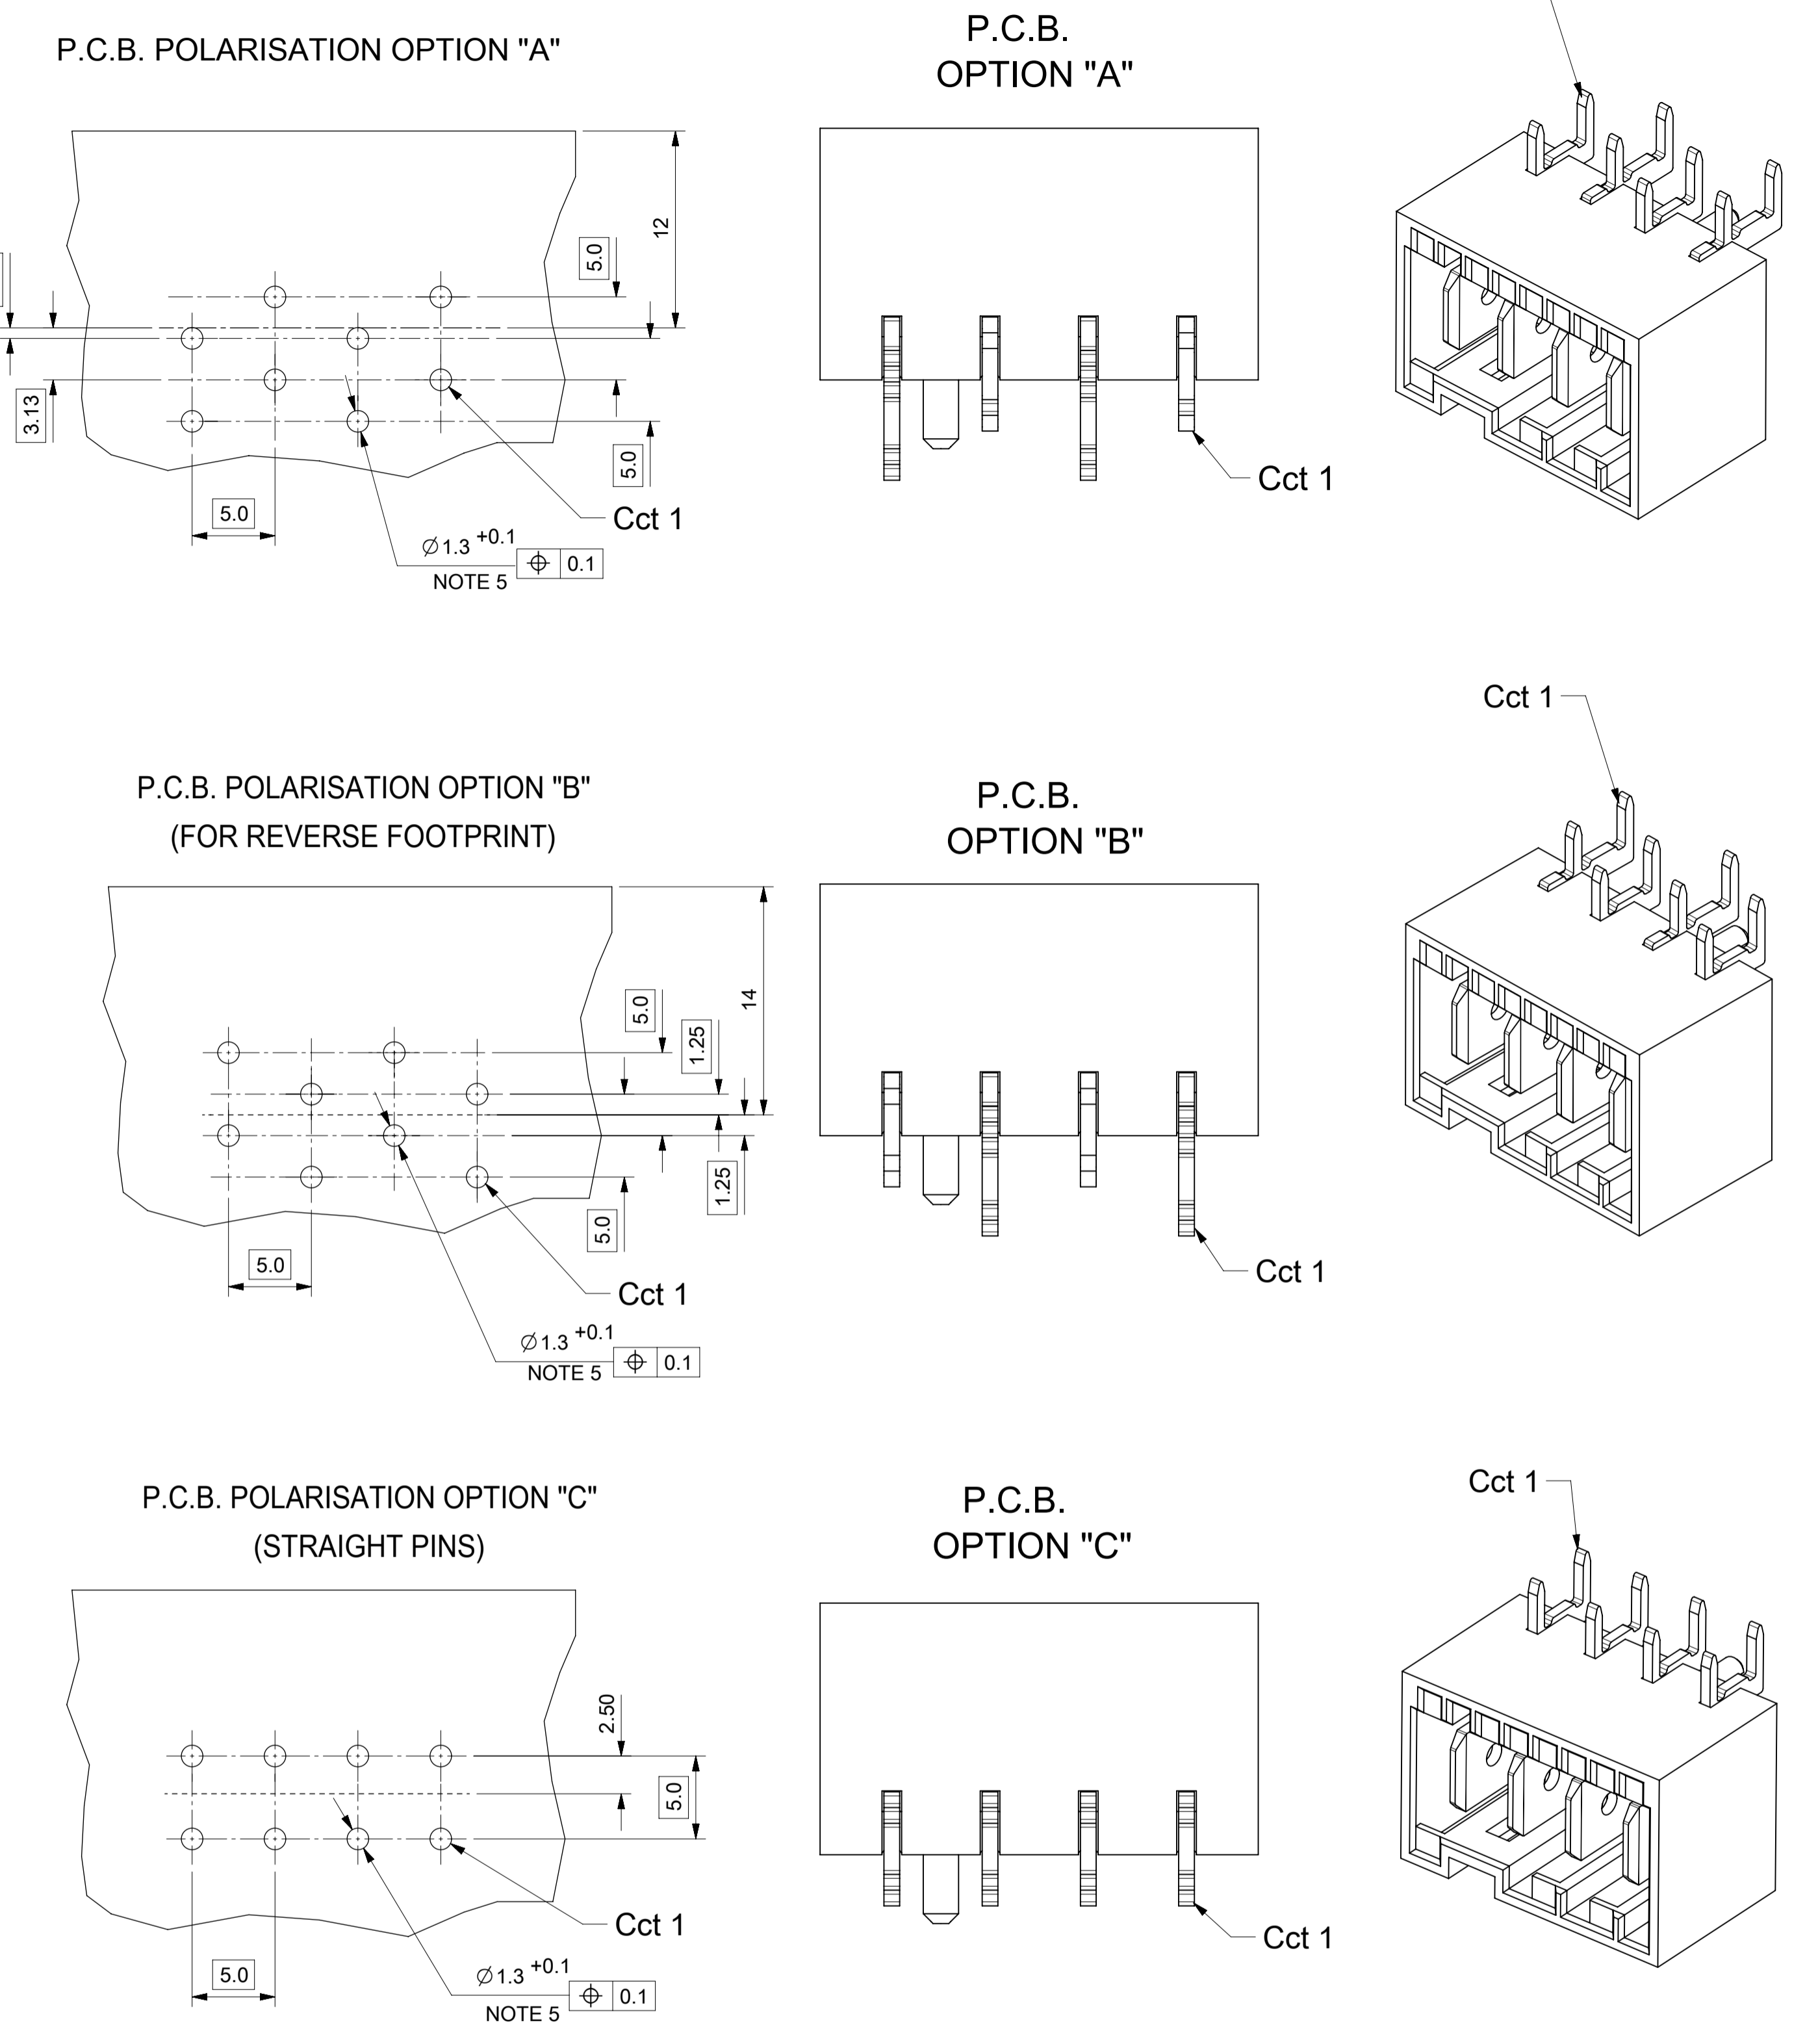 P.C.B. POLARISATION OPTION "A"
P.C.B.
OPTION "A"
12
5.0
3.13
5.0
5.0
Cct 1
Ø1.3 +0.1
⌖ 0.1
NOTE 5
Cct 1
Cct 1
P.C.B. POLARISATION OPTION "B"
(FOR REVERSE FOOTPRINT)
P.C.B.
OPTION "B"
14
5.0
1.25
1.25
5.0
5.0
Cct 1
Ø1.3 +0.1
⌖ 0.1
NOTE 5
Cct 1
Cct 1
P.C.B. POLARISATION OPTION "C"
(STRAIGHT PINS)
P.C.B.
OPTION "C"
2.50
5.0
5.0
Cct 1
Ø1.3 +0.1
⌖ 0.1
NOTE 5
Cct 1